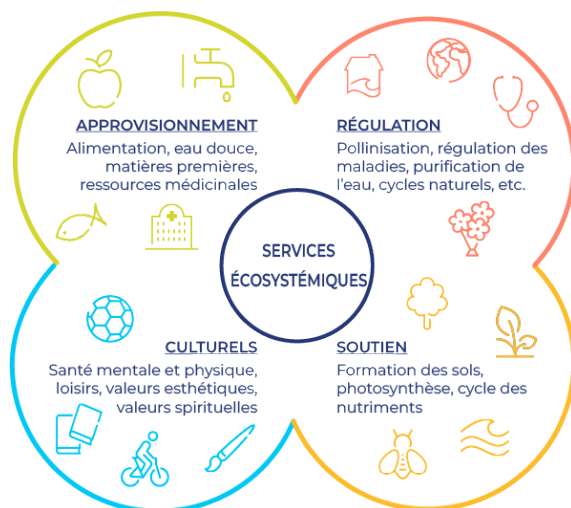 APPROVISIONNEMENT
Alimentation, eau douce,
matières premières,
ressources médicinales
RÉGULATION
Pollinisation, régulation des
maladies, purification de
l'eau, cycles naturels, etc.
SERVICES
ÉCOSYSTÉMIQUES
CULTURELS
Santé mentale et physique,
loisirs, valeurs esthétiques,
valeurs spirituelles
SOUTIEN
Formation des sols,
photosynthèse, cycle des
nutriments